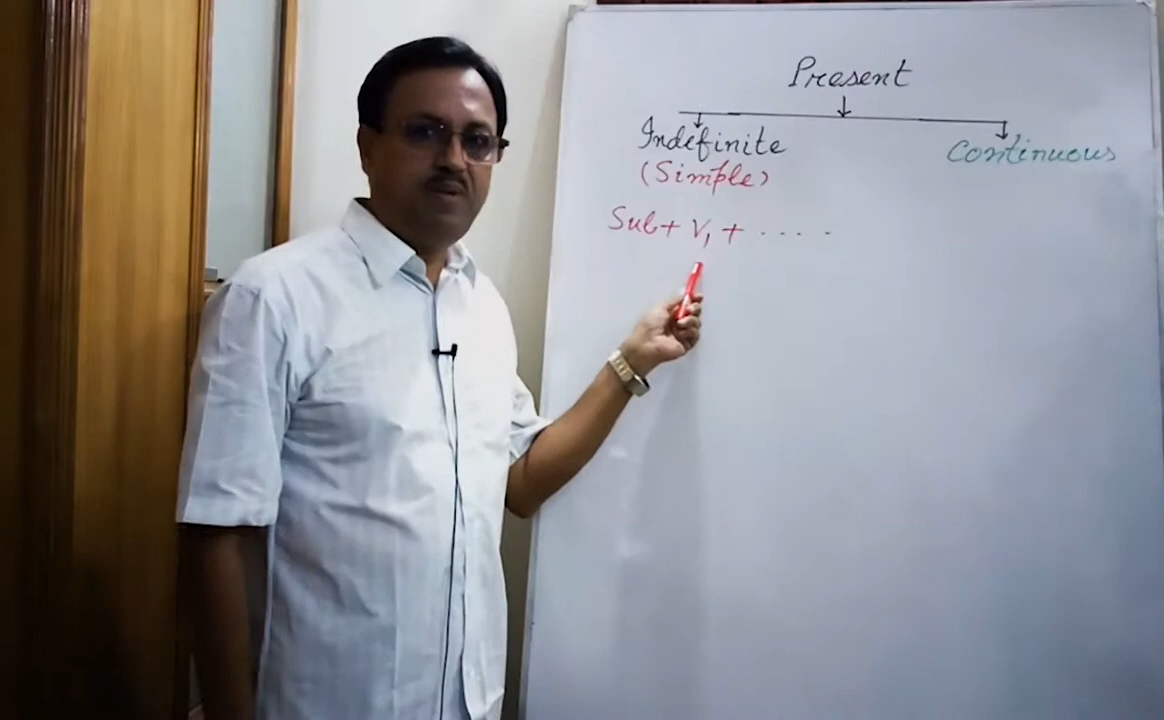 Present
Indefinite
Continuous
(Simple)
Sub + V1 + ....